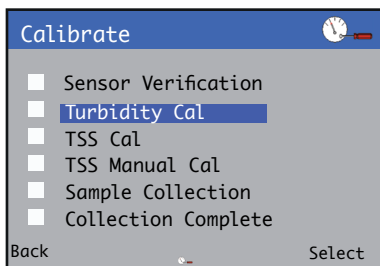 Calibrate
Sensor Verification
Turbidity Cal
TSS Cal
TSS Manual Cal
Sample Collection
Collection Complete
Back Select